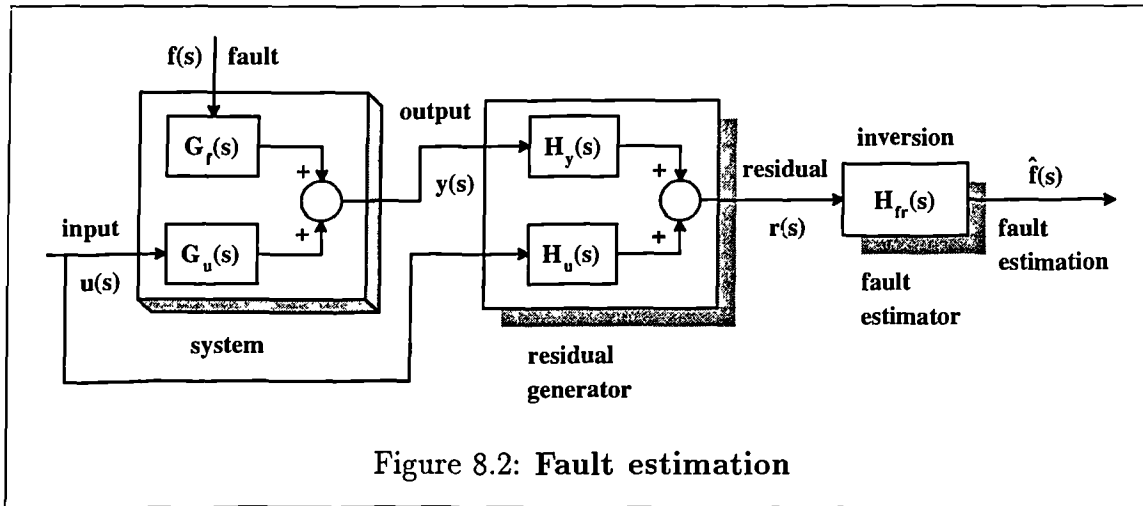 f(s) fault
G_f(s)
+
+
input
u(s)
G_u(s)
system
output
y(s)
H_y(s)
+
+
H_u(s)
residual
generator
residual
r(s)
inversion
H_fr(s)
fault
estimator
f̂(s)
fault
estimation
Figure 8.2: Fault estimation